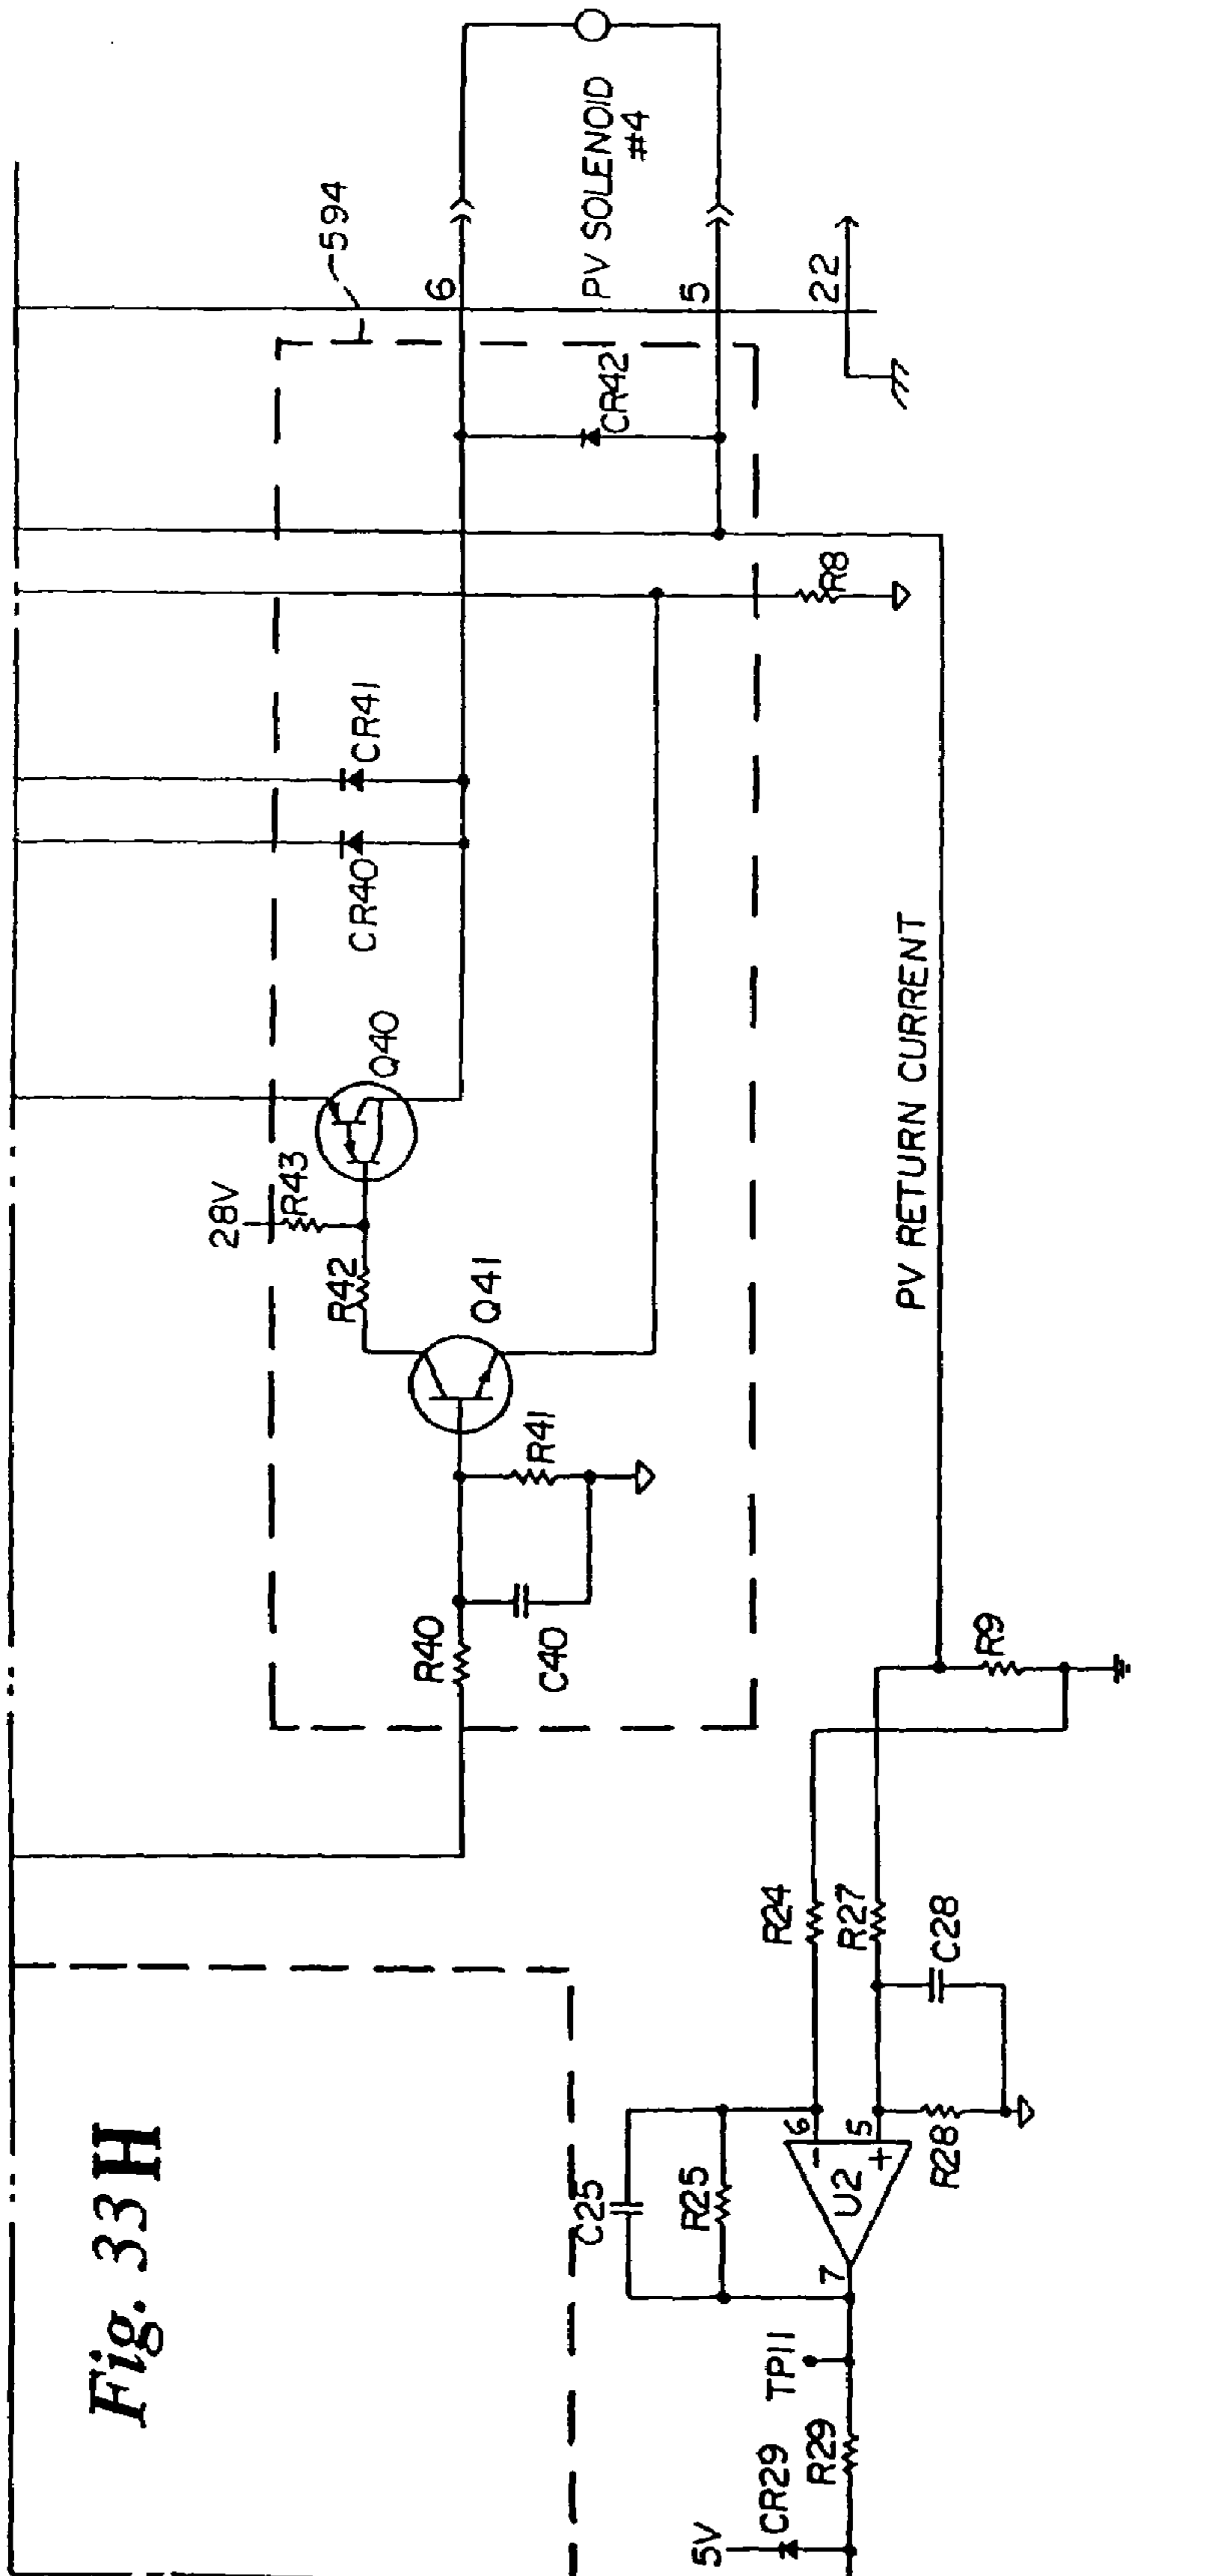 Fig. 33H
594
PV SOLENOID
#4
6
5
22
CR42
R8
CR41
CR40
Q40
28V
R43
R42
Q41
R41
R40
C40
PV RETURN CURRENT
R9
R24
R27
C28
C25
R25
6
5
-
+
U2
7
R28
TP11
R29
CR29
5V